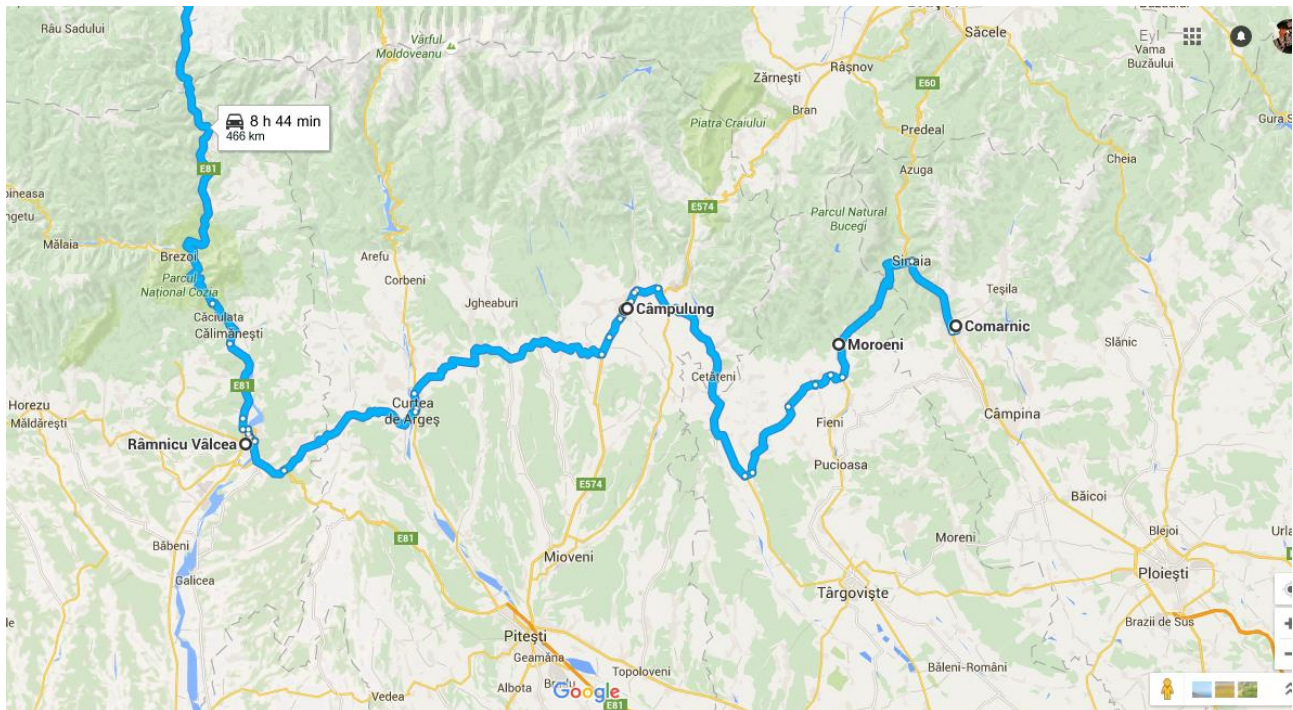 Râu Sadului
Vârful
Moldoveanu
Zărnești
Râșnov
Săcele
Eyl
Vama
Buzăului
Bran
E60
8 h 44 min
466 km
Piatra Craiului
Predeal
Gura S
E81
Azuga
Cheia
E574
Parcul Natural
Bucegi
Mălaia
Brezoi
Arefu
Sinaia
Parcul
Național Cozia
Corbeni
Teșila
Căciulata
Jgheaburi
Câmpulung
Comarnic
Călimănești
Moroeni
Slănic
E81
Cetățeni
Horezu
Măldărești
Curtea
de Argeș
Câmpina
Fieni
Râmnicu Vâlcea
Pucioasa
E574
Băicoi
Băbeni
E81
Moreni
Blejoi
Urla
Mioveni
Ploiești
Galicea
Târgoviște
Brazii de Sus
Pitești
Geamăna
Topoloveni
Băleni-Români
Albota
Vedea
Google
E81